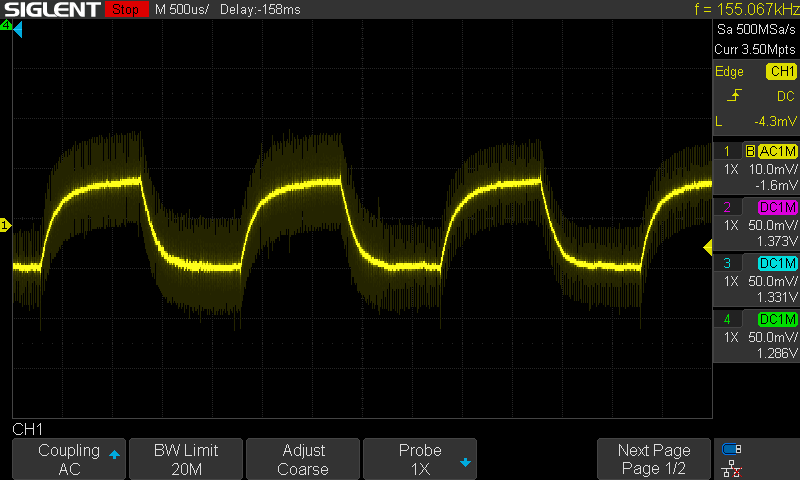 SIGLENT Stop M 500us/ Delay:-158ms f = 155.067kHz
Sa 500MSa/s
Curr 3.50Mpts
Edge CH1
DC
L -4.3mV
1 B AC1M
1X 10.0mV/
-1.6mV
2 DC1M
1X 50.0mV/
1.373V
3 DC1M
1X 50.0mV/
1.331V
4 DC1M
1X 50.0mV/
1.286V
4
1
CH1
Coupling
AC
BW Limit
20M
Adjust
Coarse
Probe
1X
Next Page
Page 1/2